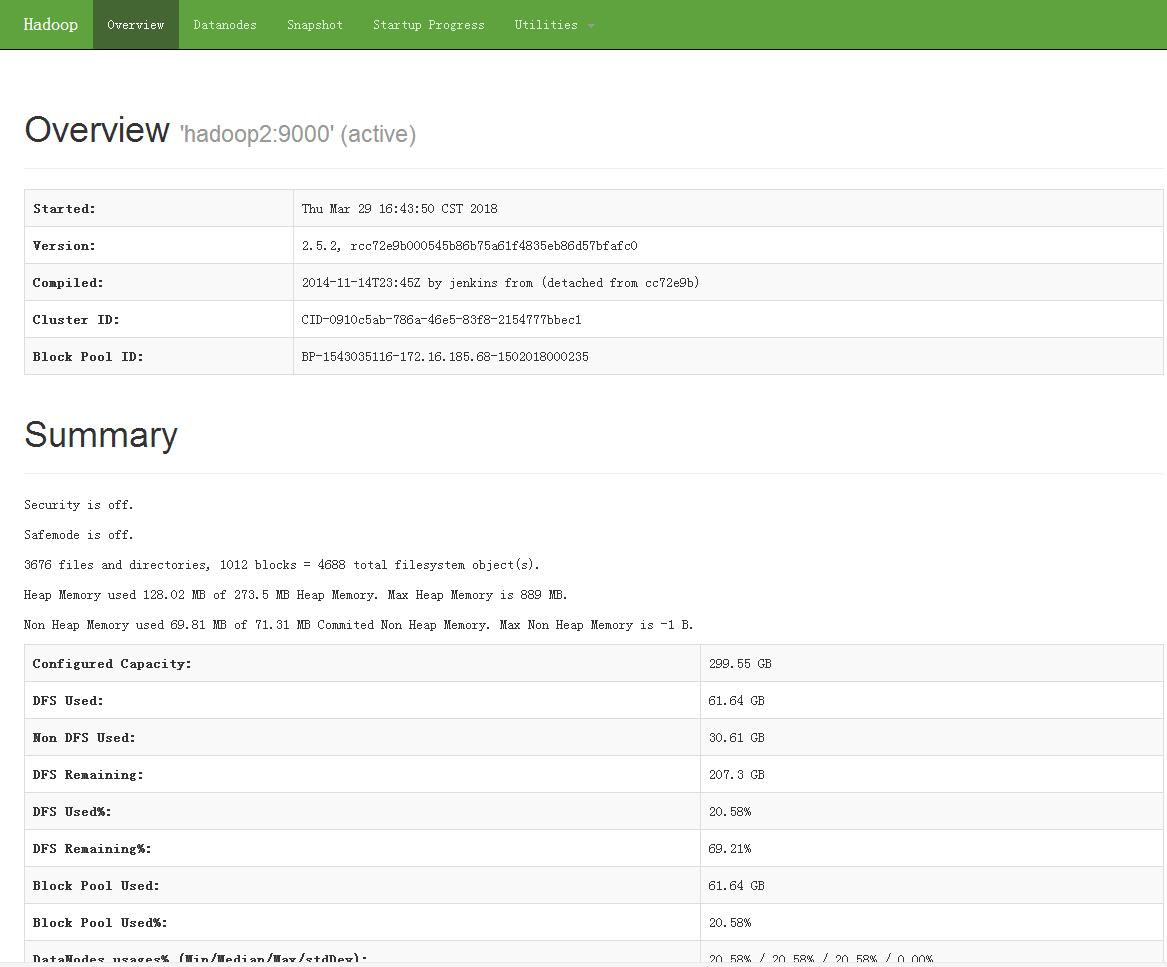 Hadoop Overview Datanodes Snapshot Startup Progress Utilities
Overview 'hadoop2:9000' (active)
Started: Thu Mar 29 16:43:50 CST 2018
Version: 2.5.2, rcc72e9b000545b86b75a61f4835eb86d57bfafc0
Compiled: 2014-11-14T23:45Z by jenkins from (detached from cc72e9b)
Cluster ID: CID-0910c5ab-786a-46e5-83f8-2154777bbec1
Block Pool ID: BP-1543035116-172.16.185.68-1502018000235
Summary
Security is off.
Safemode is off.
3676 files and directories, 1012 blocks = 4688 total filesystem object(s).
Heap Memory used 128.02 MB of 273.5 MB Heap Memory. Max Heap Memory is 889 MB.
Non Heap Memory used 69.81 MB of 71.31 MB Commited Non Heap Memory. Max Non Heap Memory is -1 B.
Configured Capacity: 299.55 GB
DFS Used: 61.64 GB
Non DFS Used: 30.61 GB
DFS Remaining: 207.3 GB
DFS Used%: 20.58%
DFS Remaining%: 69.21%
Block Pool Used: 61.64 GB
Block Pool Used%: 20.58%
DataNodes usages% (Min/Median/Max/stdDev): 20.58% / 20.58% / 20.58% / 0.00%